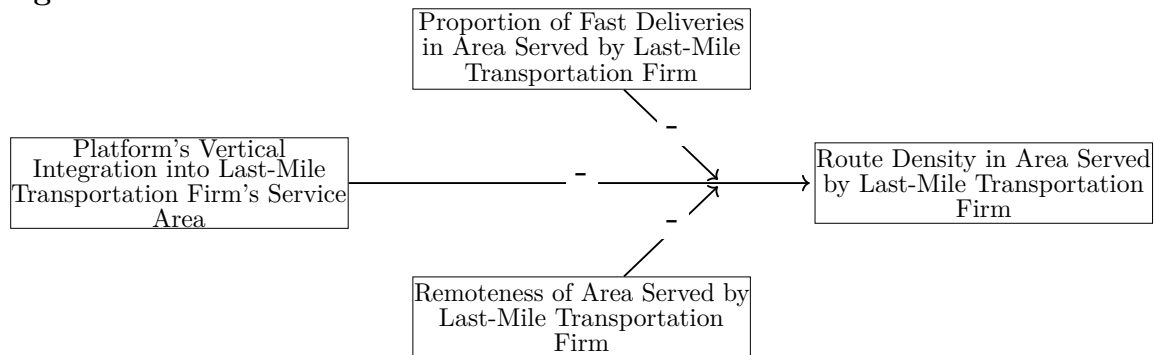 Proportion of Fast Deliveries
in Area Served by Last-Mile
Transportation Firm
-
Platform's Vertical
Integration into Last-Mile
Transportation Firm's Service
Area
-
Route Density in Area Served
by Last-Mile Transportation
Firm
-
Remoteness of Area Served by
Last-Mile Transportation
Firm